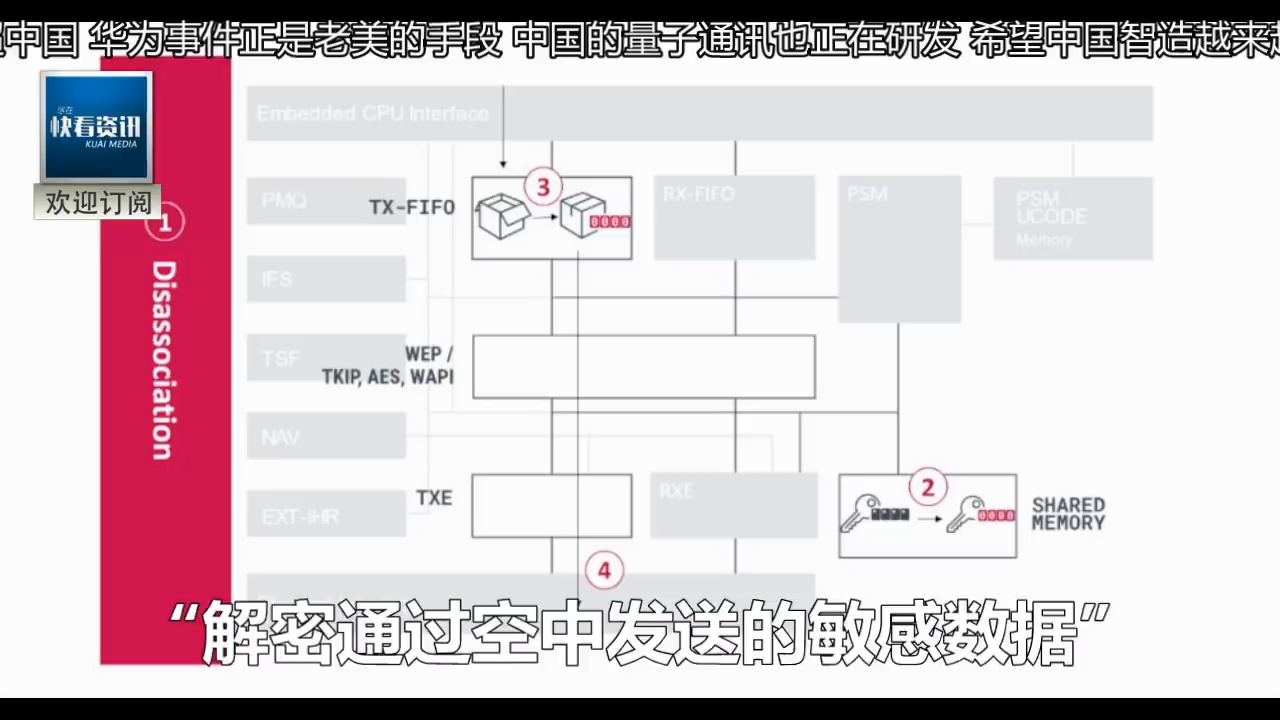 中国 华为事件正是老美的手段 中国的量子通讯也正在研发 希望中国智造越来
尽在
快看资讯
KUAI MEDIA
欢迎订阅
1
Disassociation
Embedded CPU Interface
PMQ
TX-FIFO
3
0000
RX-FIFO
PSM
PSM
UCODE
Memory
IFS
TSF
WEP /
TKIP, AES, WAPI
NAV
EXT-IHR
TXE
RXE
2
0000
SHARED
MEMORY
4
“解密通过空中发送的敏感数据”